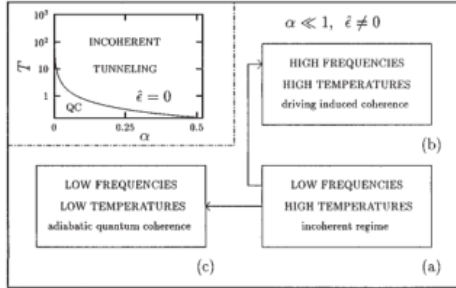 10³
10²
10
1
T
INCOHERENT
TUNNELING
ε̂ = 0
QC
0
0.25
0.5
α
α ≪ 1, ε̂ ≠ 0
HIGH FREQUENCIES
HIGH TEMPERATURES
driving induced coherence
(b)
LOW FREQUENCIES
LOW TEMPERATURES
adiabatic quantum coherence
(c)
LOW FREQUENCIES
HIGH TEMPERATURES
incoherent regime
(a)